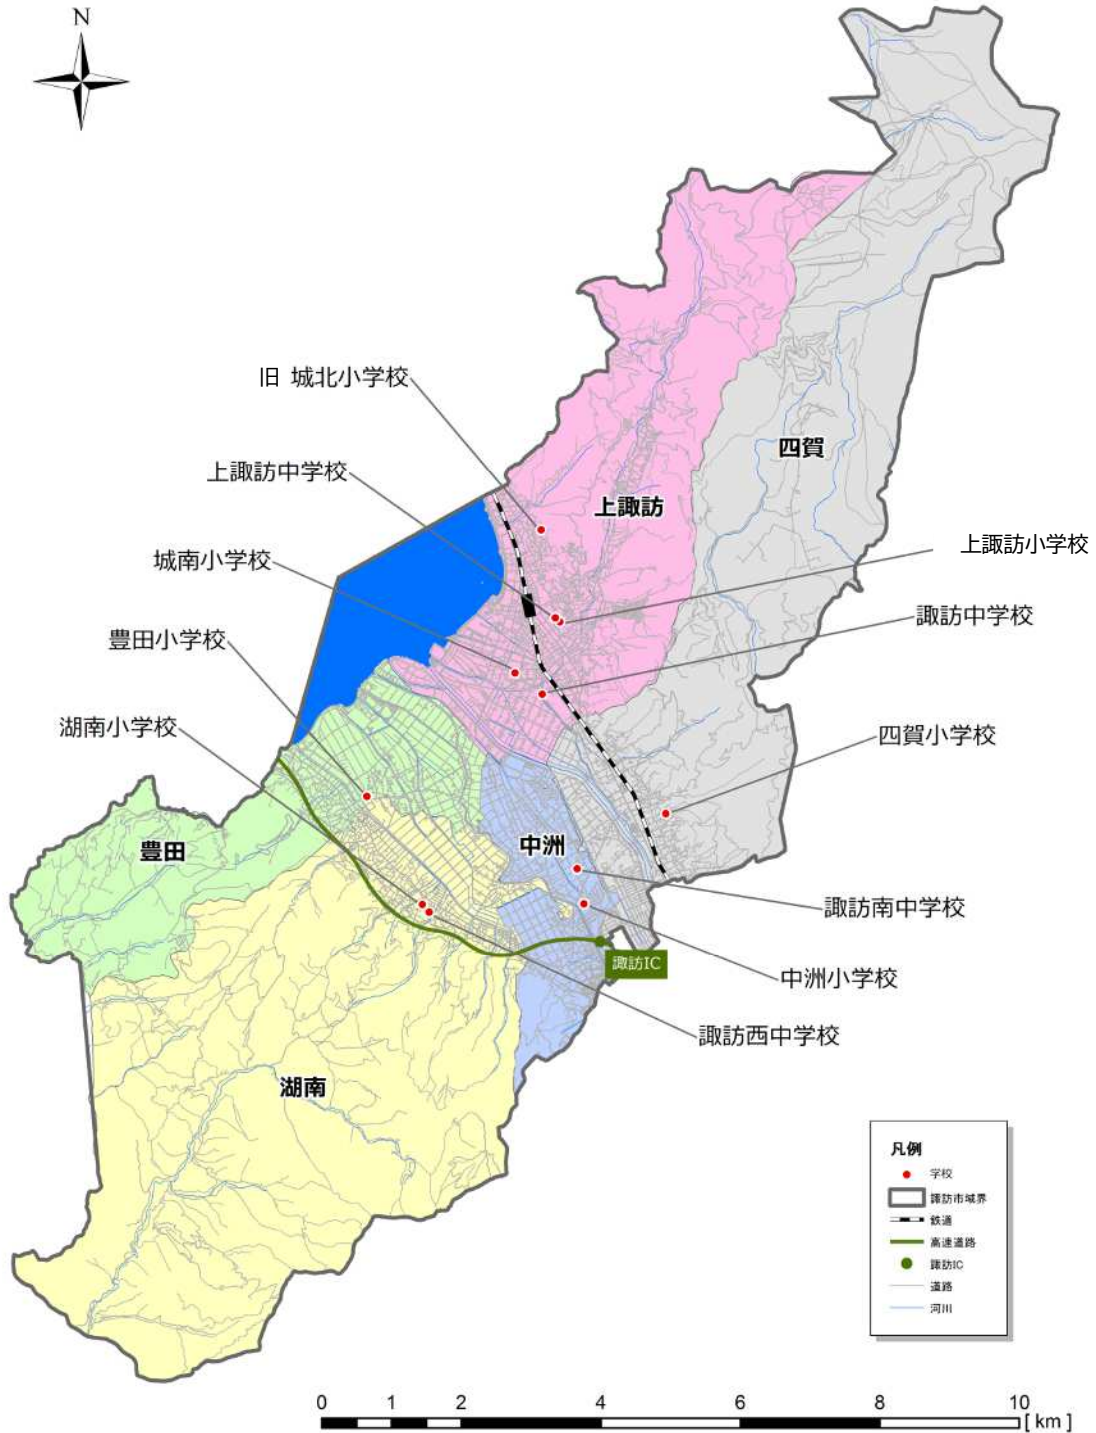 N
旧 城北小学校
上諏訪中学校
四賀
上諏訪
城南小学校
上諏訪小学校
諏訪中学校
豊田小学校
湖南小学校
四賀小学校
中洲
豊田
諏訪南中学校
諏訪IC
中洲小学校
諏訪西中学校
湖南
凡例
学校
諏訪市域界
鉄道
高速道路
諏訪IC
道路
河川
0 1 2 4 6 8 10
[ km ]